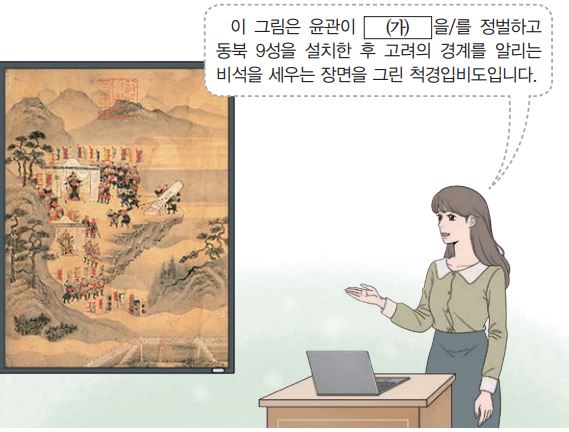 이 그림은 윤관이 (가) 을/를 정벌하고
동북 9성을 설치한 후 고려의 경계를 알리는
비석을 세우는 장면을 그린 척경입비도입니다.